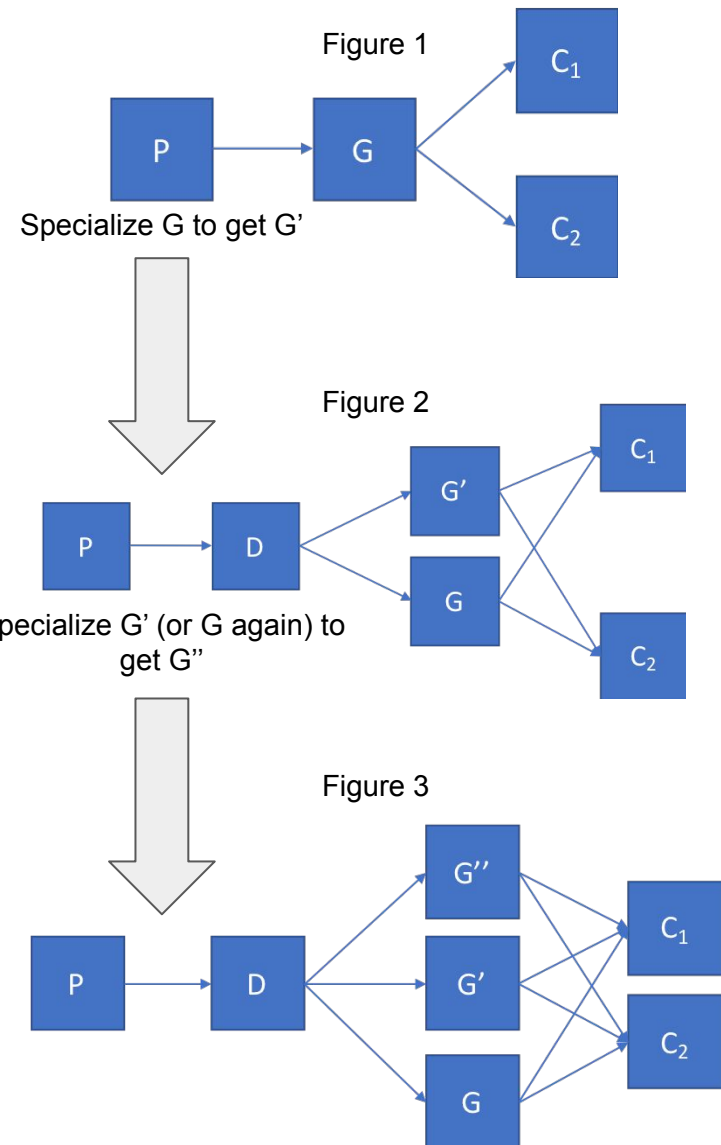 Figure 1
C₁
P
G
C₂
Specialize G to get G’
Figure 2
C₁
G’
P
D
G
C₂
pecialize G’ (or G again) to
get G’’
Figure 3
G’’
C₁
P
D
G’
C₂
G